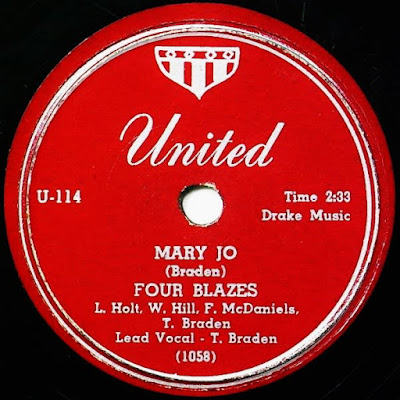 United
U-114
Time 2:33
Drake Music
MARY JO
(Braden)
FOUR BLAZES
L. Holt, W. Hill, F. McDaniels,
T. Braden
Lead Vocal - T. Braden
(1058)